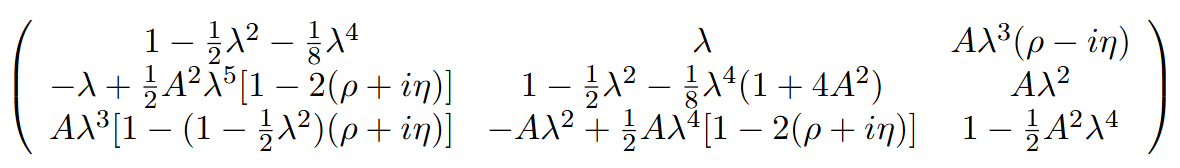 1 − ½λ² − ⅛λ⁴   λ   Aλ³(ρ − iη)
−λ + ½A²λ⁵[1 − 2(ρ + iη)]   1 − ½λ² − ⅛λ⁴(1 + 4A²)   Aλ²
Aλ³[1 − (1 − ½λ²)(ρ + iη)]   −Aλ² + ½Aλ⁴[1 − 2(ρ + iη)]   1 − ½A²λ⁴